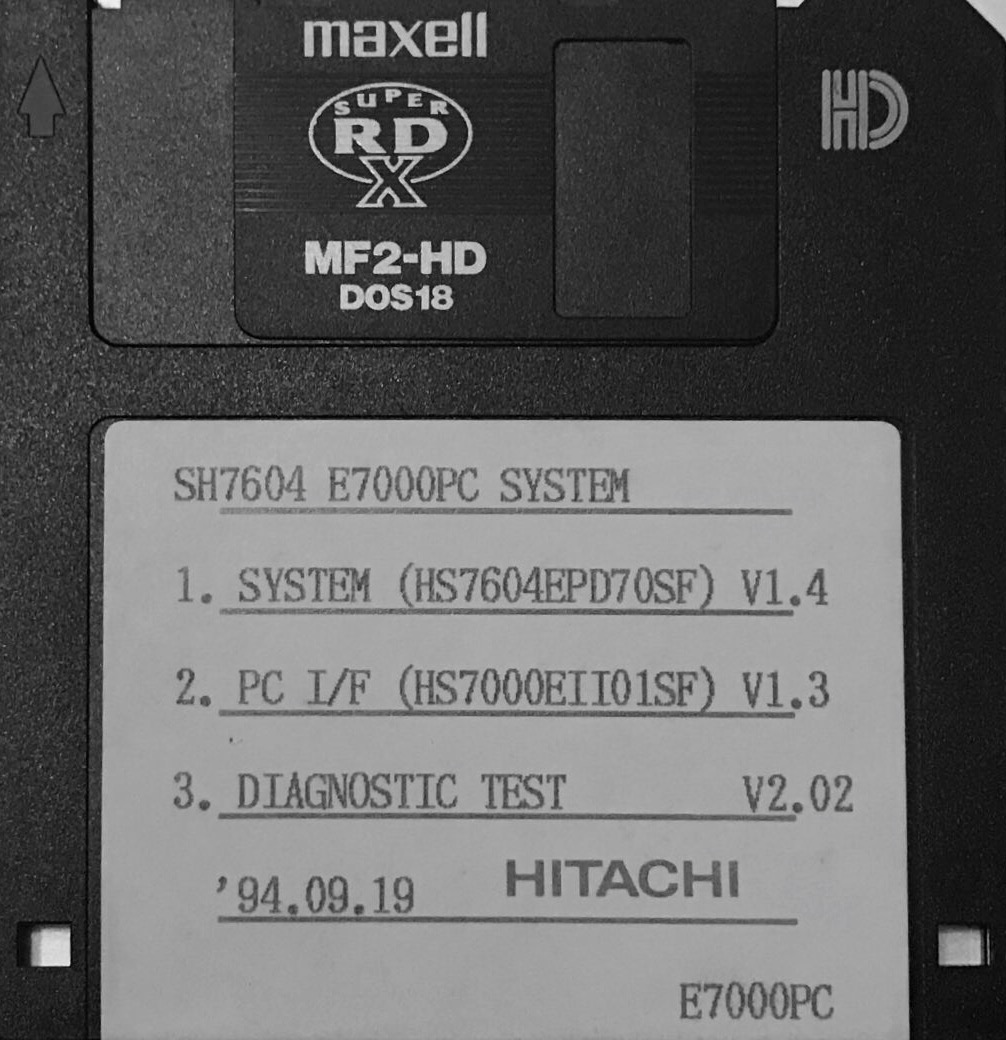 maxell
SUPER
RD
X
HD
MF2-HD
DOS18
SH7604 E7000PC SYSTEM
1. SYSTEM (HS7604EPD70SF) V1.4
2. PC I/F (HS7000EII01SF) V1.3
3. DIAGNOSTIC TEST V2.02
'94.09.19 HITACHI
E7000PC